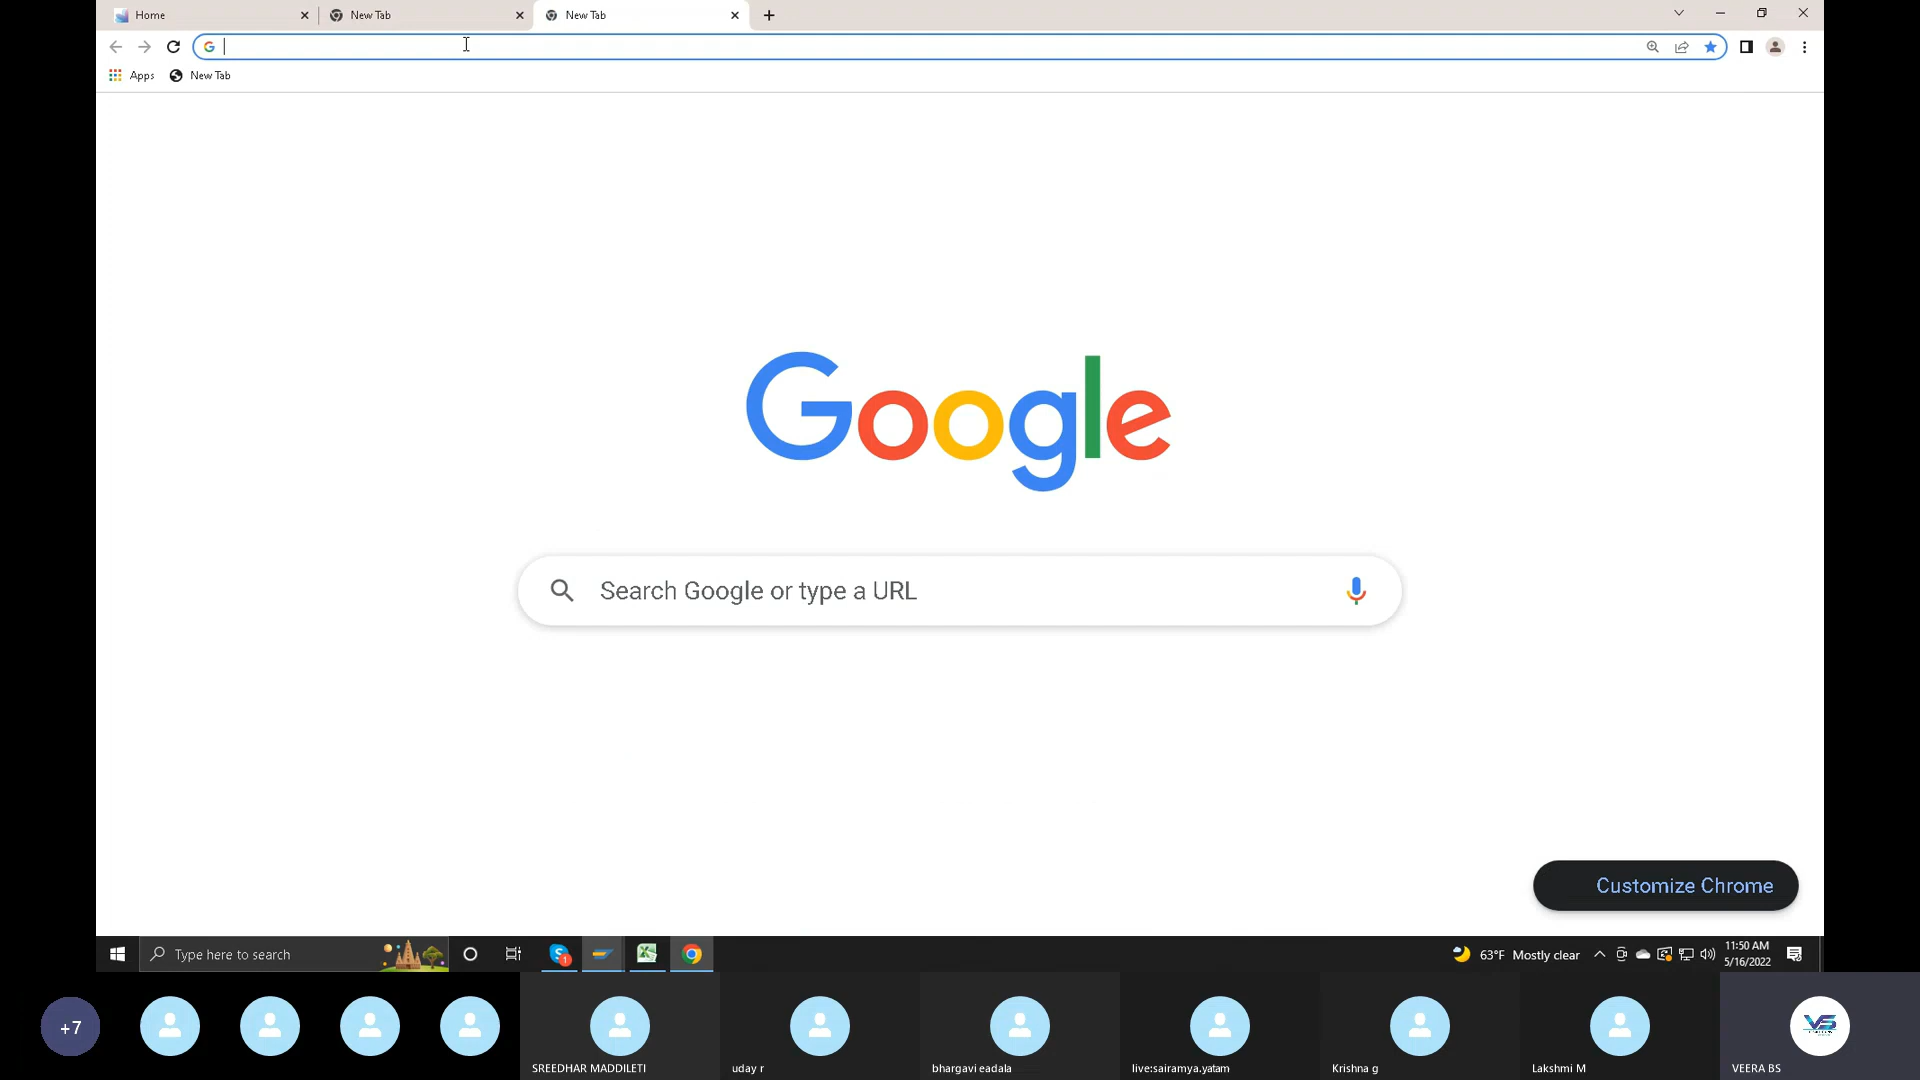 Home
New Tab
New Tab
Apps
New Tab
Google
Search Google or type a URL
Customize Chrome
Type here to search
1
63°F Mostly clear
11:50 AM
5/16/2022
+7
SREEDHAR MADDILETI
uday r
bhargavi eadala
live:sairamya.yatam
Krishna g
Lakshmi M
VS
VEERA BS